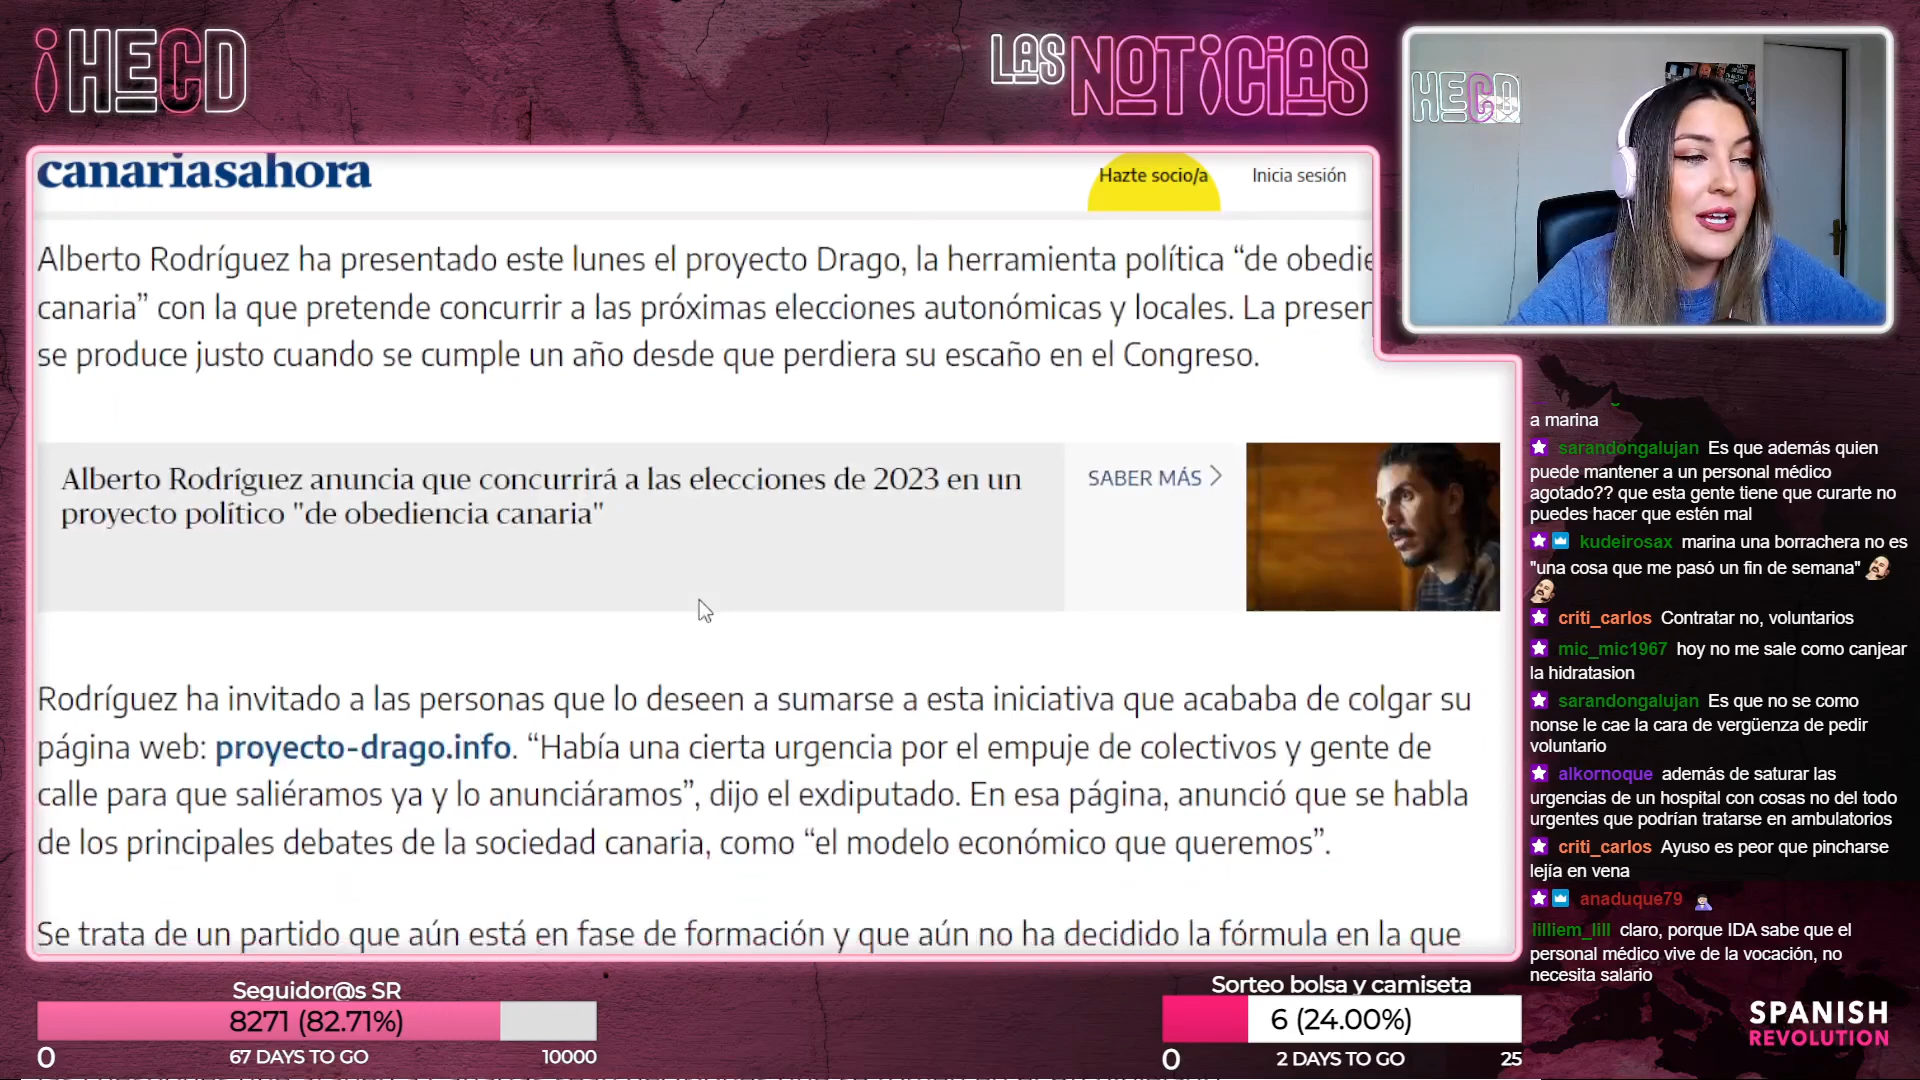 HECD
LAS NOTICIAS
HECD
canariasahora
Hazte socio/a
Inicia sesión
Alberto Rodríguez ha presentado este lunes el proyecto Drago, la herramienta política “de obedie
canaria” con la que pretende concurrir a las próximas elecciones autonómicas y locales. La presen
se produce justo cuando se cumple un año desde que perdiera su escaño en el Congreso.
Alberto Rodríguez anuncia que concurrirá a las elecciones de 2023 en un
proyecto político "de obediencia canaria"
SABER MÁS
Rodríguez ha invitado a las personas que lo deseen a sumarse a esta iniciativa que acababa de colgar su
página web: proyecto-drago.info. “Había una cierta urgencia por el empuje de colectivos y gente de
calle para que saliéramos ya y lo anunciáramos”, dijo el exdiputado. En esa página, anunció que se habla
de los principales debates de la sociedad canaria, como “el modelo económico que queremos”.
Se trata de un partido que aún está en fase de formación y que aún no ha decidido la fórmula en la que
a marina
sarandongalujan Es que además quien
puede mantener a un personal médico
agotado?? que esta gente tiene que curarte no
puedes hacer que estén mal
kudeirosax marina una borrachera no es
"una cosa que me pasó un fin de semana"
criti_carlos Contratar no, voluntarios
mic_mic1967 hoy no me sale como canjear
la hidratasion
sarandongalujan Es que no se como
nonse le cae la cara de vergüenza de pedir
voluntario
alkornoque además de saturar las
urgencias de un hospital con cosas no del todo
urgentes que podrían tratarse en ambulatorios
criti_carlos Ayuso es peor que pincharse
lejía en vena
anaduque79
lilliem_lill claro, porque IDA sabe que el
personal médico vive de la vocación, no
necesita salario
Seguidor@s SR
8271 (82.71%)
0
67 DAYS TO GO
10000
Sorteo bolsa y camiseta
6 (24.00%)
0
2 DAYS TO GO
25
SPANISH
REVOLUTION